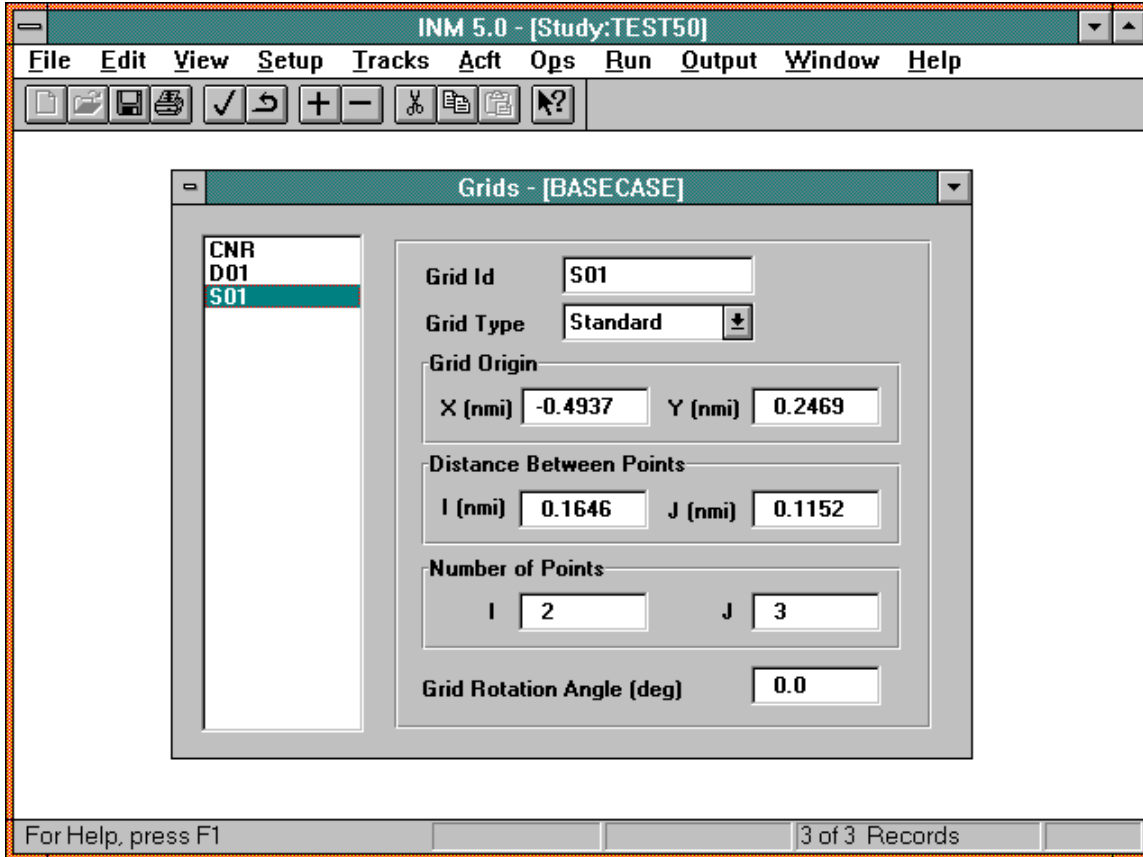 INM 5.0 - [Study:TEST50]
File Edit View Setup Tracks Acft Ops Run Output Window Help
Grids - [BASECASE]
CNR
D01
S01
Grid Id S01
Grid Type Standard
Grid Origin
X (nmi) -0.4937 Y (nmi) 0.2469
Distance Between Points
I (nmi) 0.1646 J (nmi) 0.1152
Number of Points
I 2 J 3
Grid Rotation Angle (deg) 0.0
For Help, press F1 3 of 3 Records